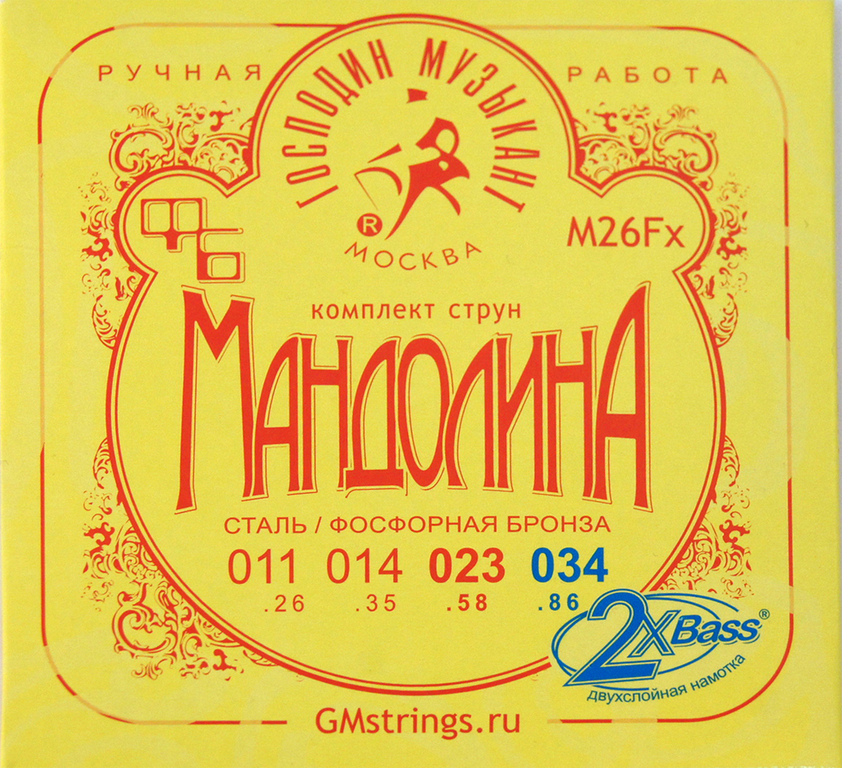 РУЧНАЯ РАБОТА
ГОСПОДИН МУЗЫКАНТ
®
МОСКВА
ФБ
M26Fx
комплект струн
МАНДОЛИНА
СТАЛЬ / ФОСФОРНАЯ БРОНЗА
011 014 023 034
.26 .35 .58 .86
2xBass®
двухслойная намотка
GMstrings.ru